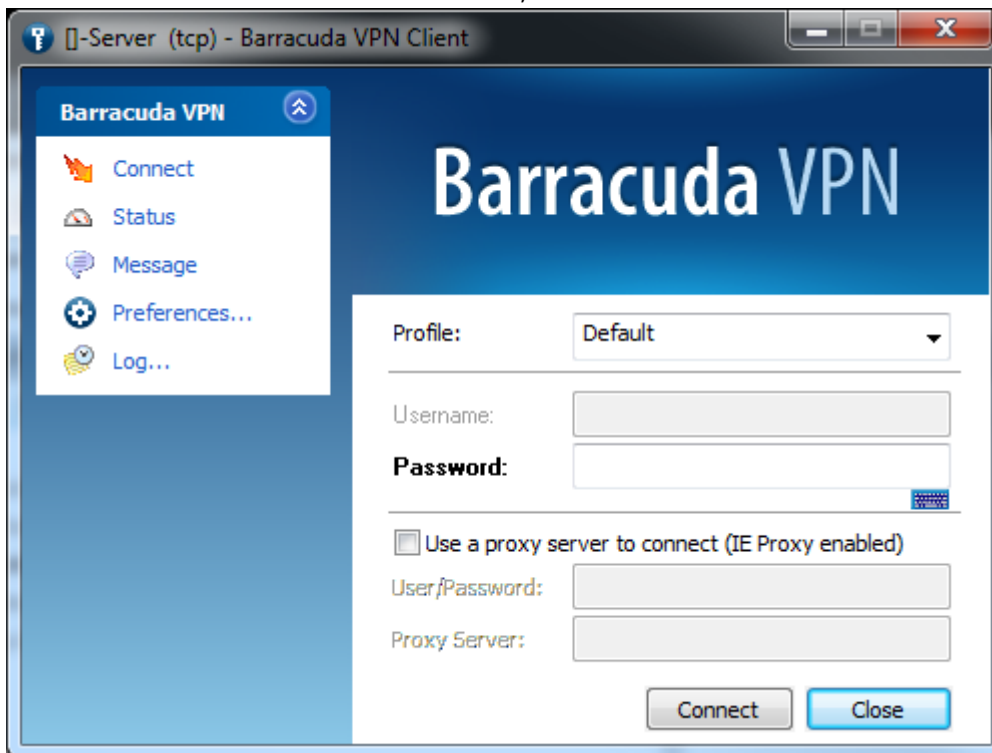 []-Server (tcp) - Barracuda VPN Client
Barracuda VPN
Connect
Status
Message
Preferences...
Log...
Barracuda VPN
Profile:
Default
Username:
Password:
Use a proxy server to connect (IE Proxy enabled)
User/Password:
Proxy Server:
Connect
Close